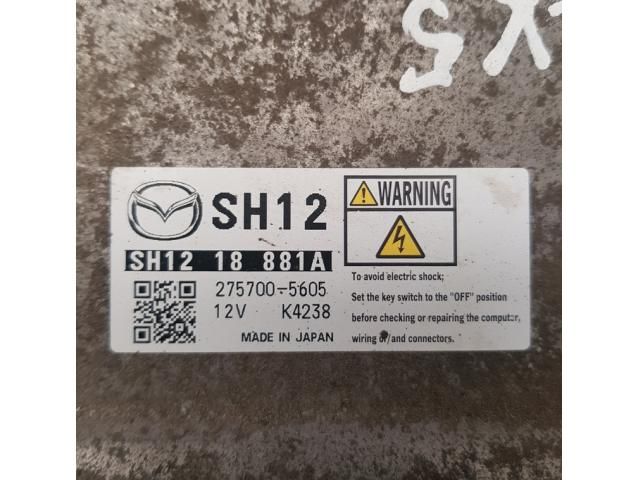 X5
SH12
SH12 18 881A
275700-5605
12V K4238
MADE IN JAPAN
WARNING
To avoid electric shock;
Set the key switch to the "OFF" position
before checking or repairing the computer,
wiring or/and connectors.